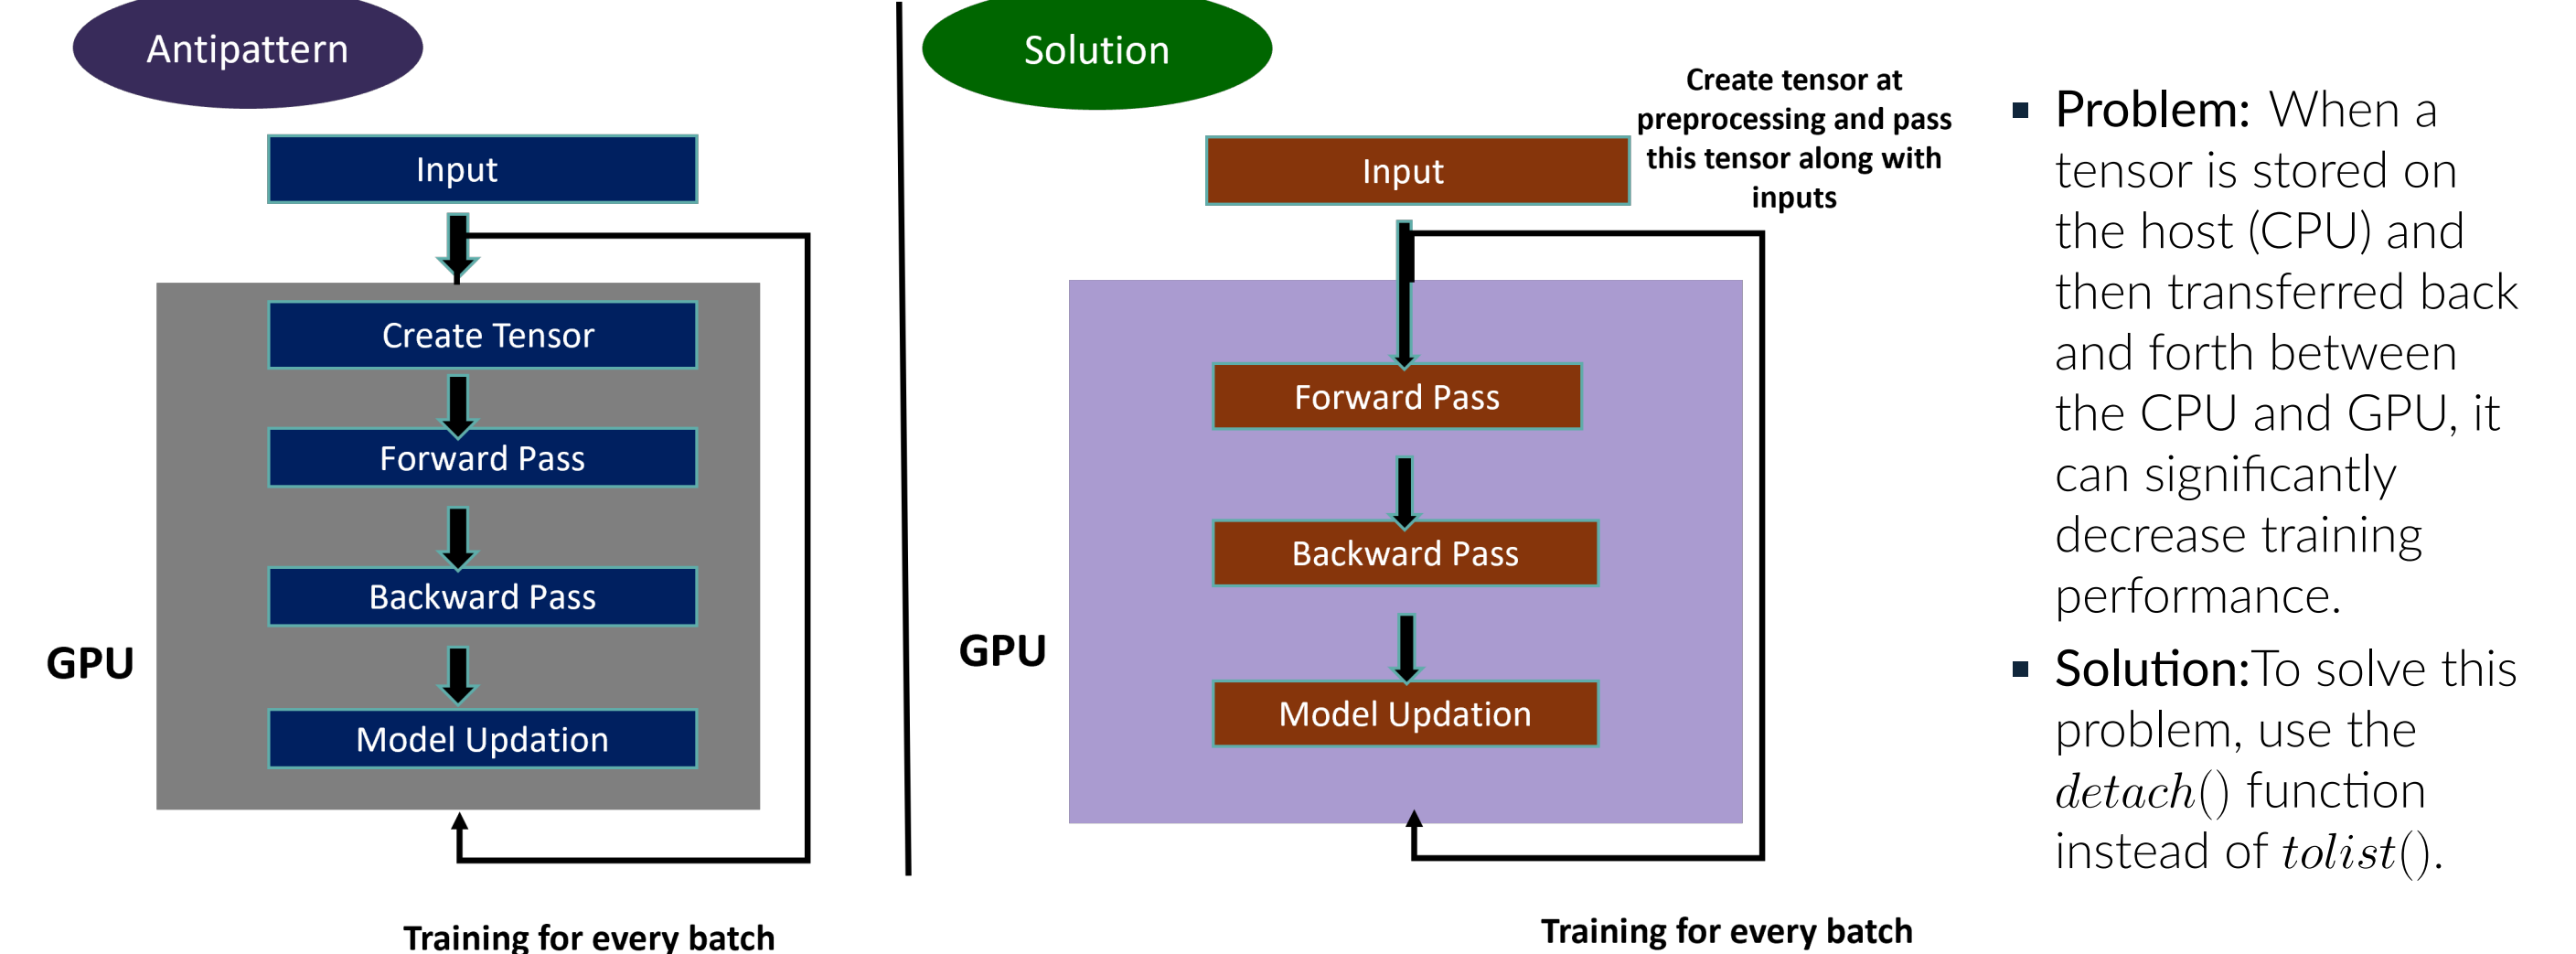 Antipattern
Input
Create Tensor
Forward Pass
Backward Pass
GPU
Model Updation
Training for every batch
Solution
Create tensor at
preprocessing and pass
this tensor along with
inputs
Input
Forward Pass
Backward Pass
GPU
Model Updation
Training for every batch
Problem: When a
tensor is stored on
the host (CPU) and
then transferred back
and forth between
the CPU and GPU, it
can significantly
decrease training
performance.
Solution:To solve this
problem, use the
detach() function
instead of tolist().